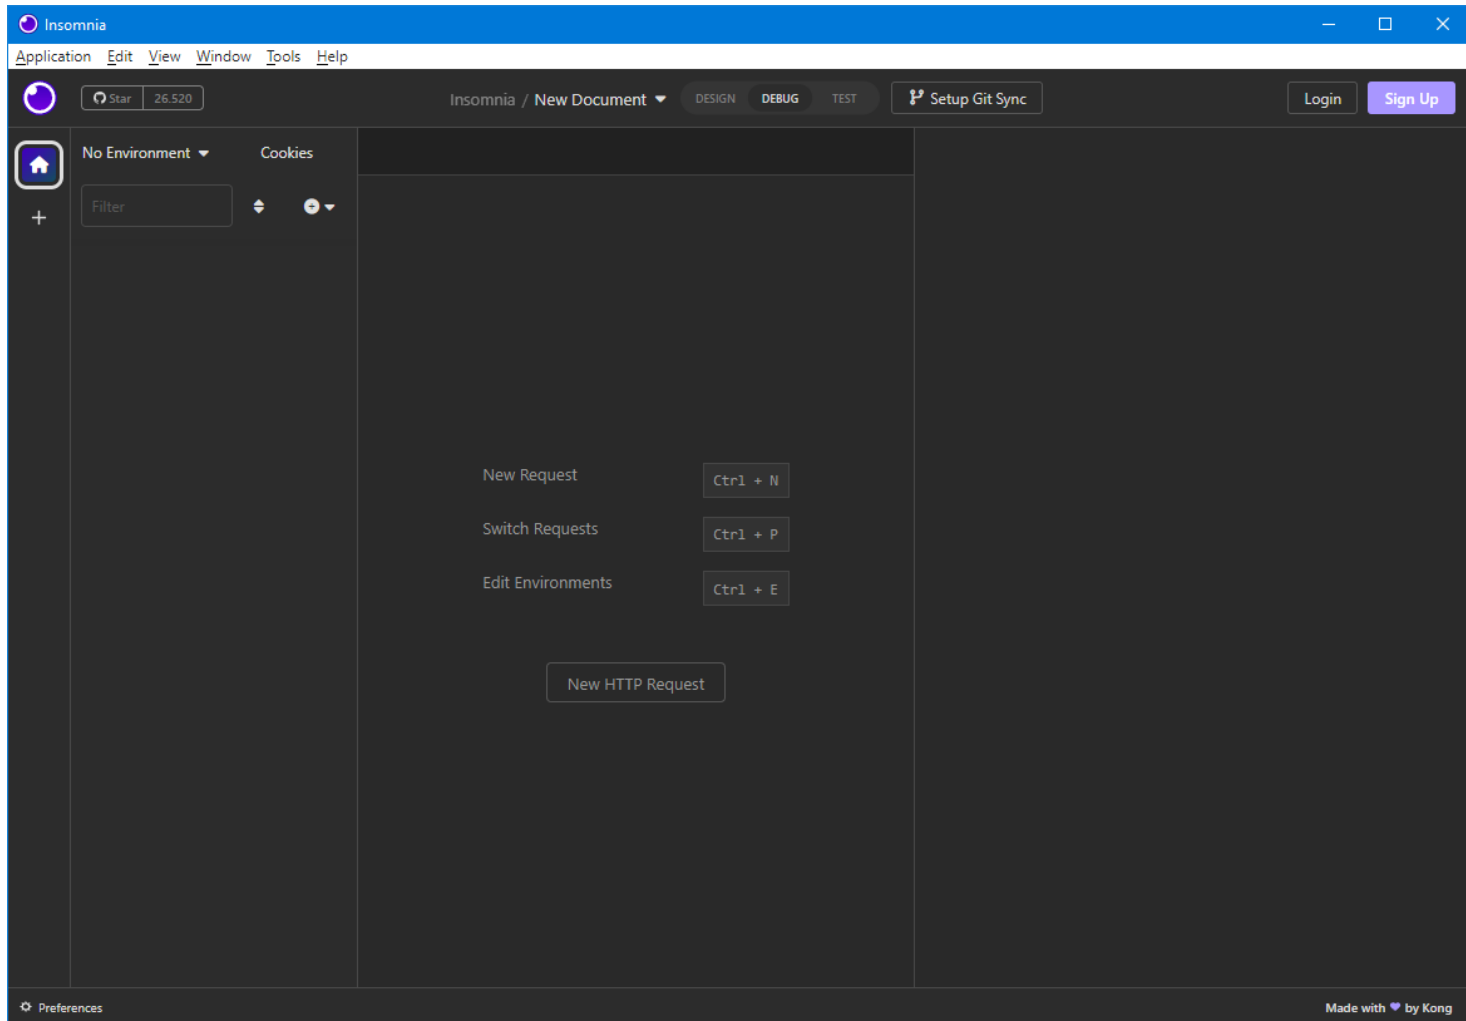 Insomnia
Application Edit View Window Tools Help
Star 26.520
Insomnia / New Document DESIGN DEBUG TEST Setup Git Sync Login Sign Up
No Environment Cookies
Filter
New Request Ctrl + N
Switch Requests Ctrl + P
Edit Environments Ctrl + E
New HTTP Request
Preferences Made with ♥ by Kong